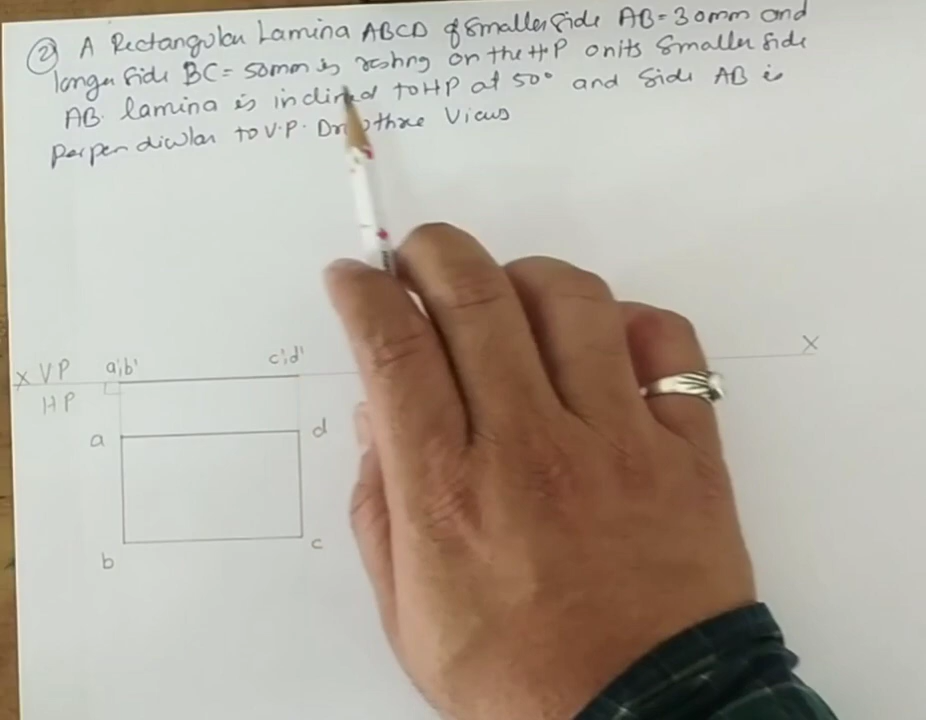 ② A Rectangular Lamina ABCD of smaller side AB=30mm and
longer side BC= 50mm is resting on the HP on its smaller side
AB. lamina is inclined to HP at 50° and Side AB is
perpendicular to V.P. three Views
X VP a'b' c'd' X
HP
a d
b c